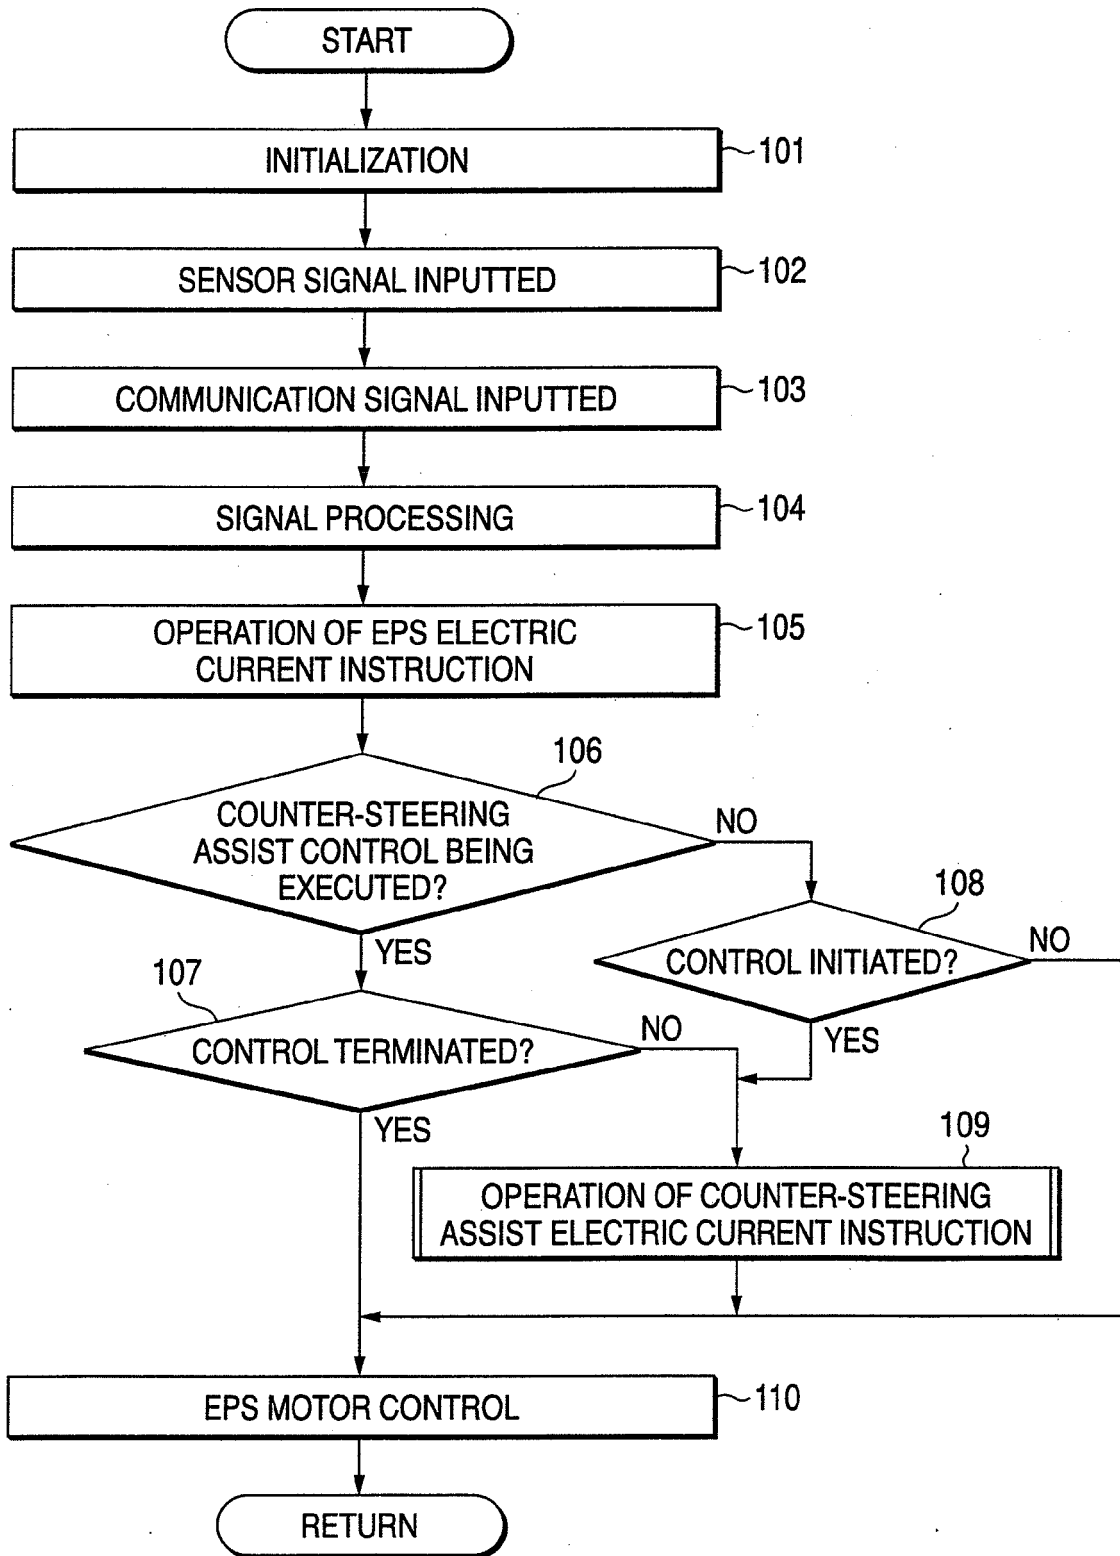 START
INITIALIZATION
101
SENSOR SIGNAL INPUTTED
102
COMMUNICATION SIGNAL INPUTTED
103
SIGNAL PROCESSING
104
OPERATION OF EPS ELECTRIC
CURRENT INSTRUCTION
105
106
COUNTER-STEERING
ASSIST CONTROL BEING
EXECUTED?
NO
YES
108
CONTROL INITIATED?
NO
YES
107
CONTROL TERMINATED?
NO
YES
109
OPERATION OF COUNTER-STEERING
ASSIST ELECTRIC CURRENT INSTRUCTION
EPS MOTOR CONTROL
110
RETURN